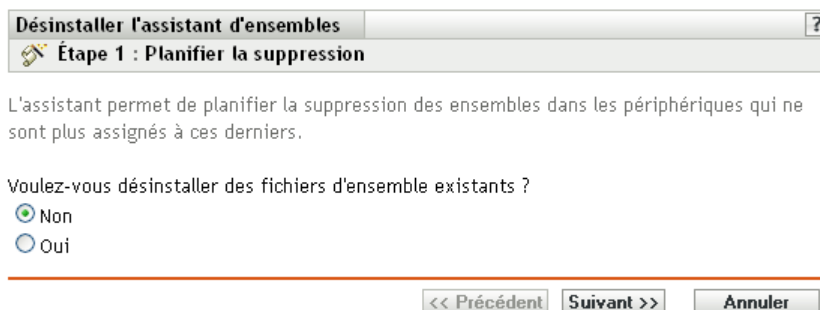 Désinstaller l'assistant d'ensembles
?
Étape 1 : Planifier la suppression
L'assistant permet de planifier la suppression des ensembles dans les périphériques qui ne
sont plus assignés à ces derniers.
Voulez-vous désinstaller des fichiers d'ensemble existants ?
Non
Oui
<< Précédent Suivant >> Annuler